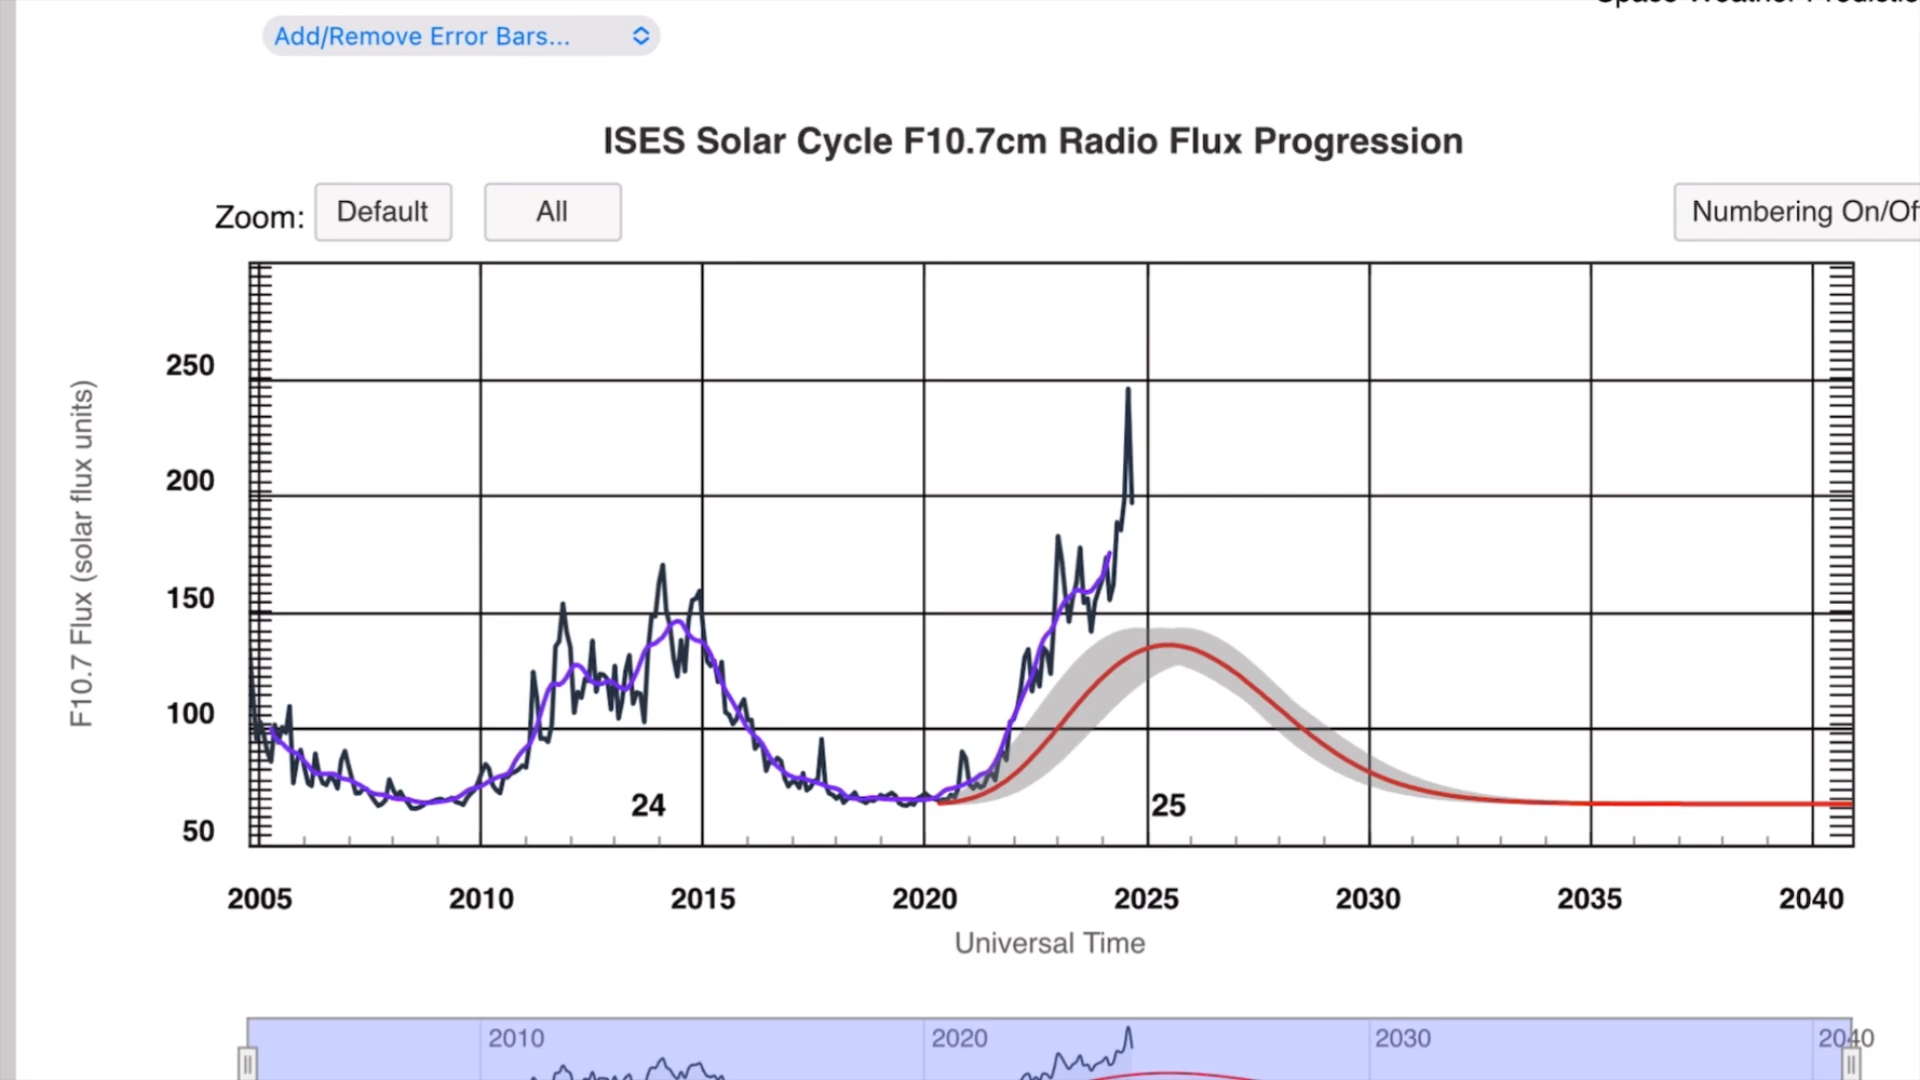 Add/Remove Error Bars...
ISES Solar Cycle F10.7cm Radio Flux Progression
Zoom: Default All
Numbering On/Of
F10.7 Flux (solar flux units)
250
200
150
100
50
24
25
2005 2010 2015 2020 2025 2030 2035 2040
Universal Time
2010 2020 2030 2040